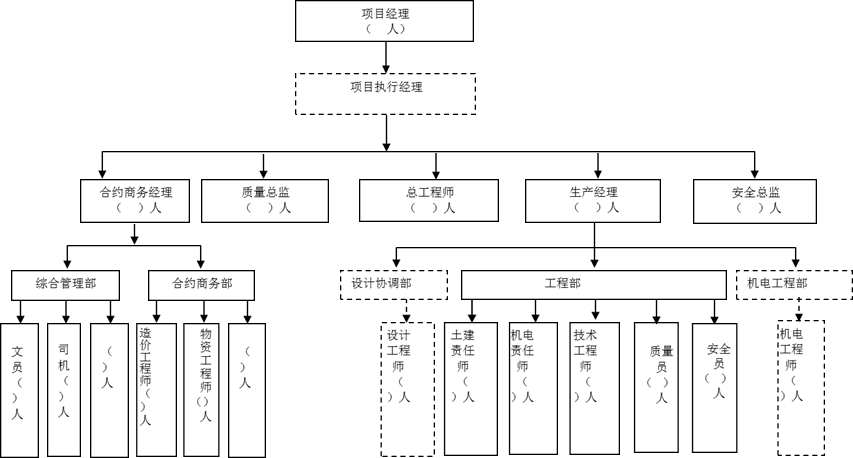 项目经理
（ 人）
项目执行经理
合约商务经理
（ ）人
质量总监
（ ）人
总工程师
（ ）人
生产经理
（ ）人
安全总监
（ ）人
综合管理部
合约商务部
设计协调部
工程部
机电工程部
文员（ ）人
司机（ ）人
（ ）人
造价工程师（ ）人
物资工程师（）人
（ ）人
设计
工程
师
（
）人
土建
责任
师
（
）人
机电
责任
师
（
）人
技术
工程
师
（
）人
质量
员
（ ）
人
安全
员
（ ）
人
机电
工程
师
（
）人